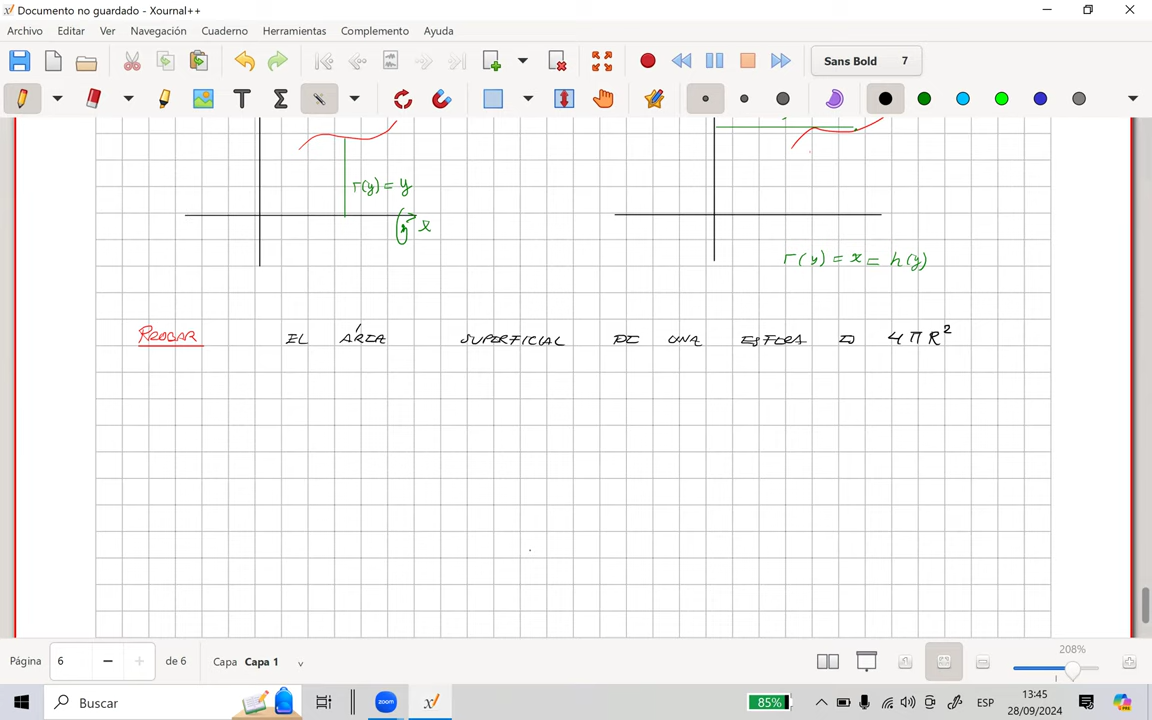 Documento no guardado - Xournal++
Archivo Editar Ver Navegación Cuaderno Herramientas Complemento Ayuda
Sans Bold 7
r(y) = y
x
r(y) = x = h(y)
PROBAR EL ÁREA SUPERFICIAL DE UNA ESFERA ES 4πR²
Página 6 de 6 Capa Capa 1 208%
Buscar zoom 85% ESP 13:45
28/09/2024